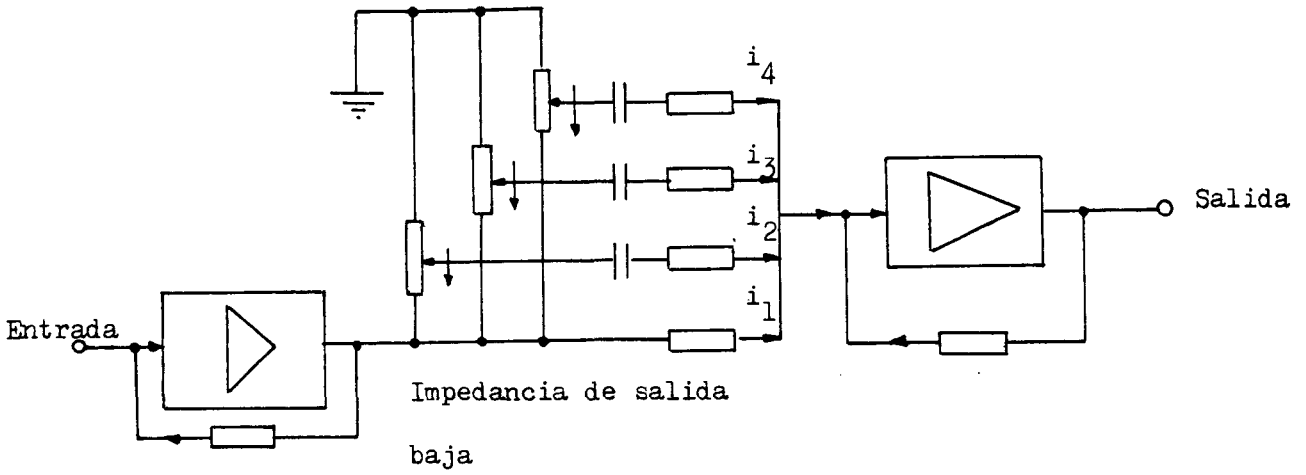 i4
i3
Salida
i2
i1
Entrada
Impedancia de salida
baja